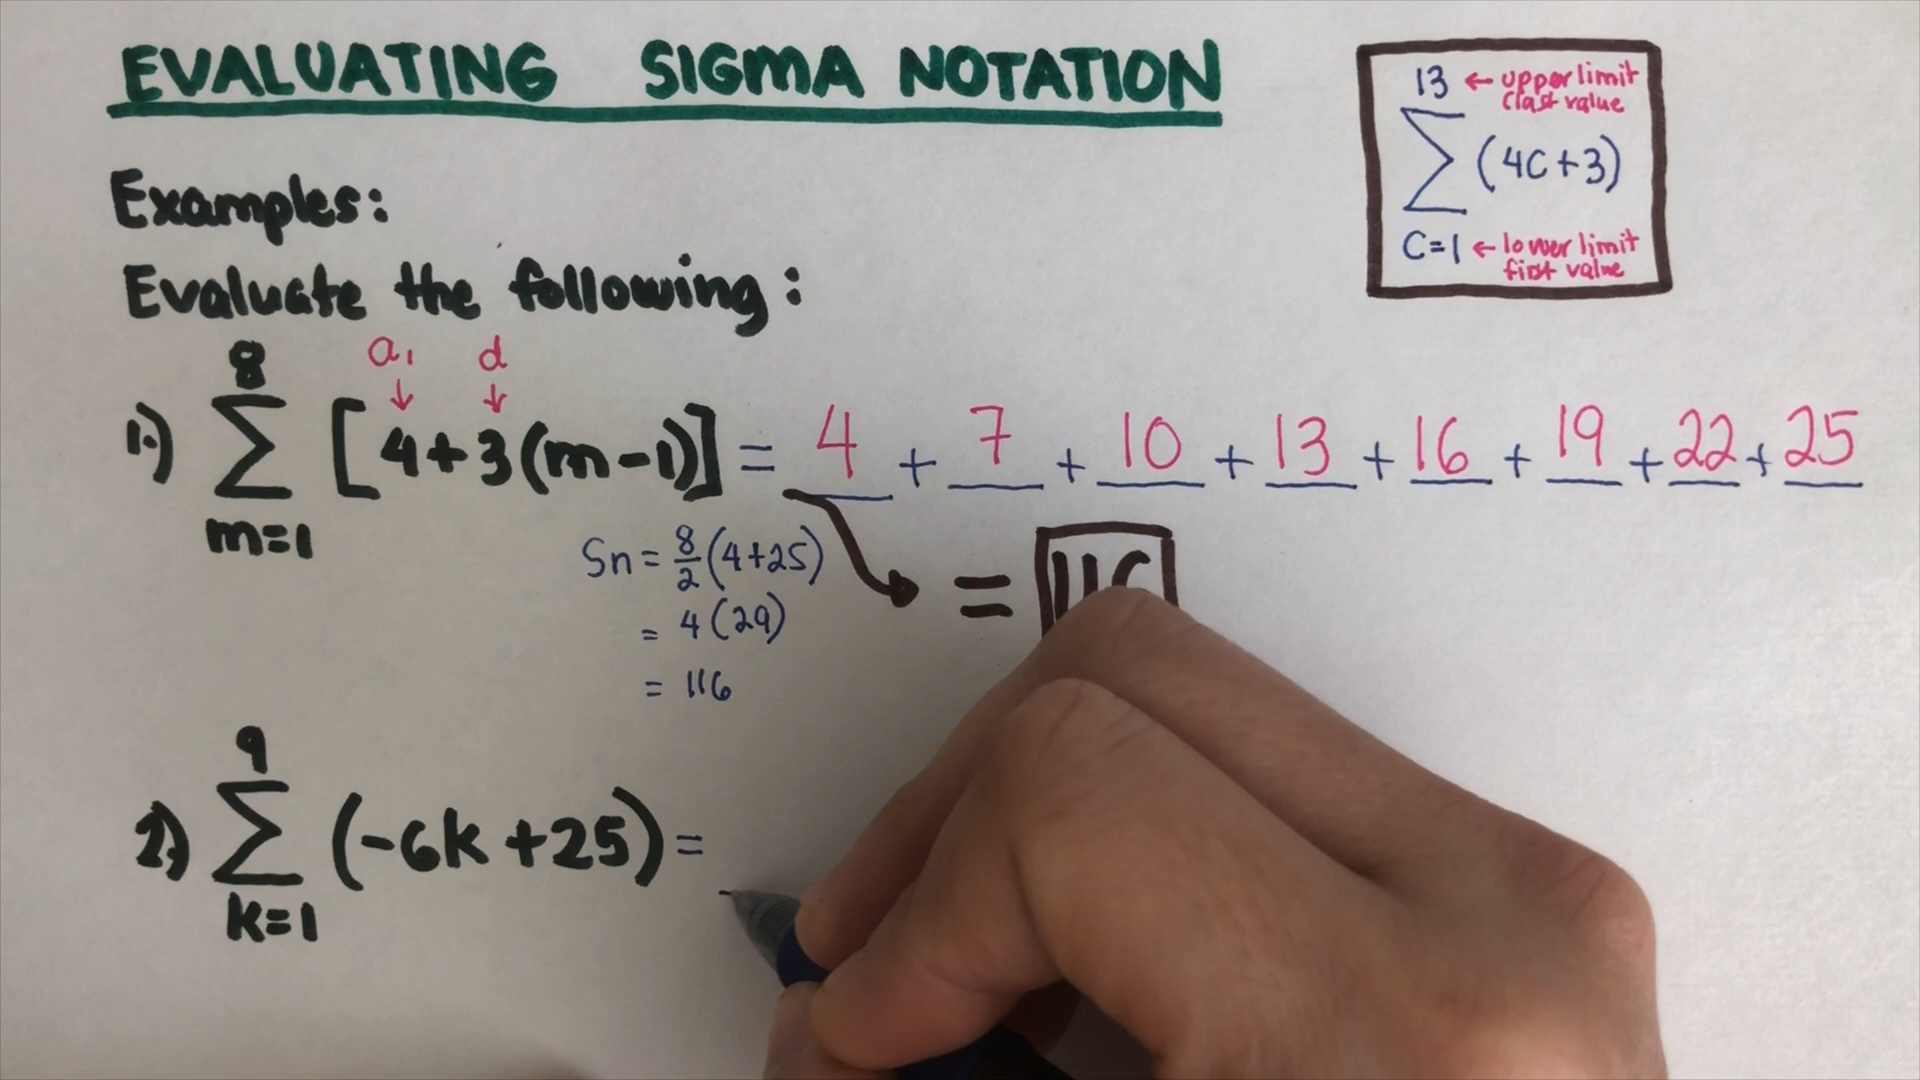 EVALUATING SIGMA NOTATION
13 ← upper limit
(last value
∑ (4C+3)
C=1 ← lower limit
first value
Examples:
Evaluate the following:
a₁ d
↓ ↓
8
1.) ∑ [4+3(m-1)] = 4 + 7 + 10 + 13 + 16 + 19 + 22 + 25
m=1
Sn = 8/2 (4+25)
= 4(29)
= 116
=
9
2.) ∑ (-6k+25) =
k=1